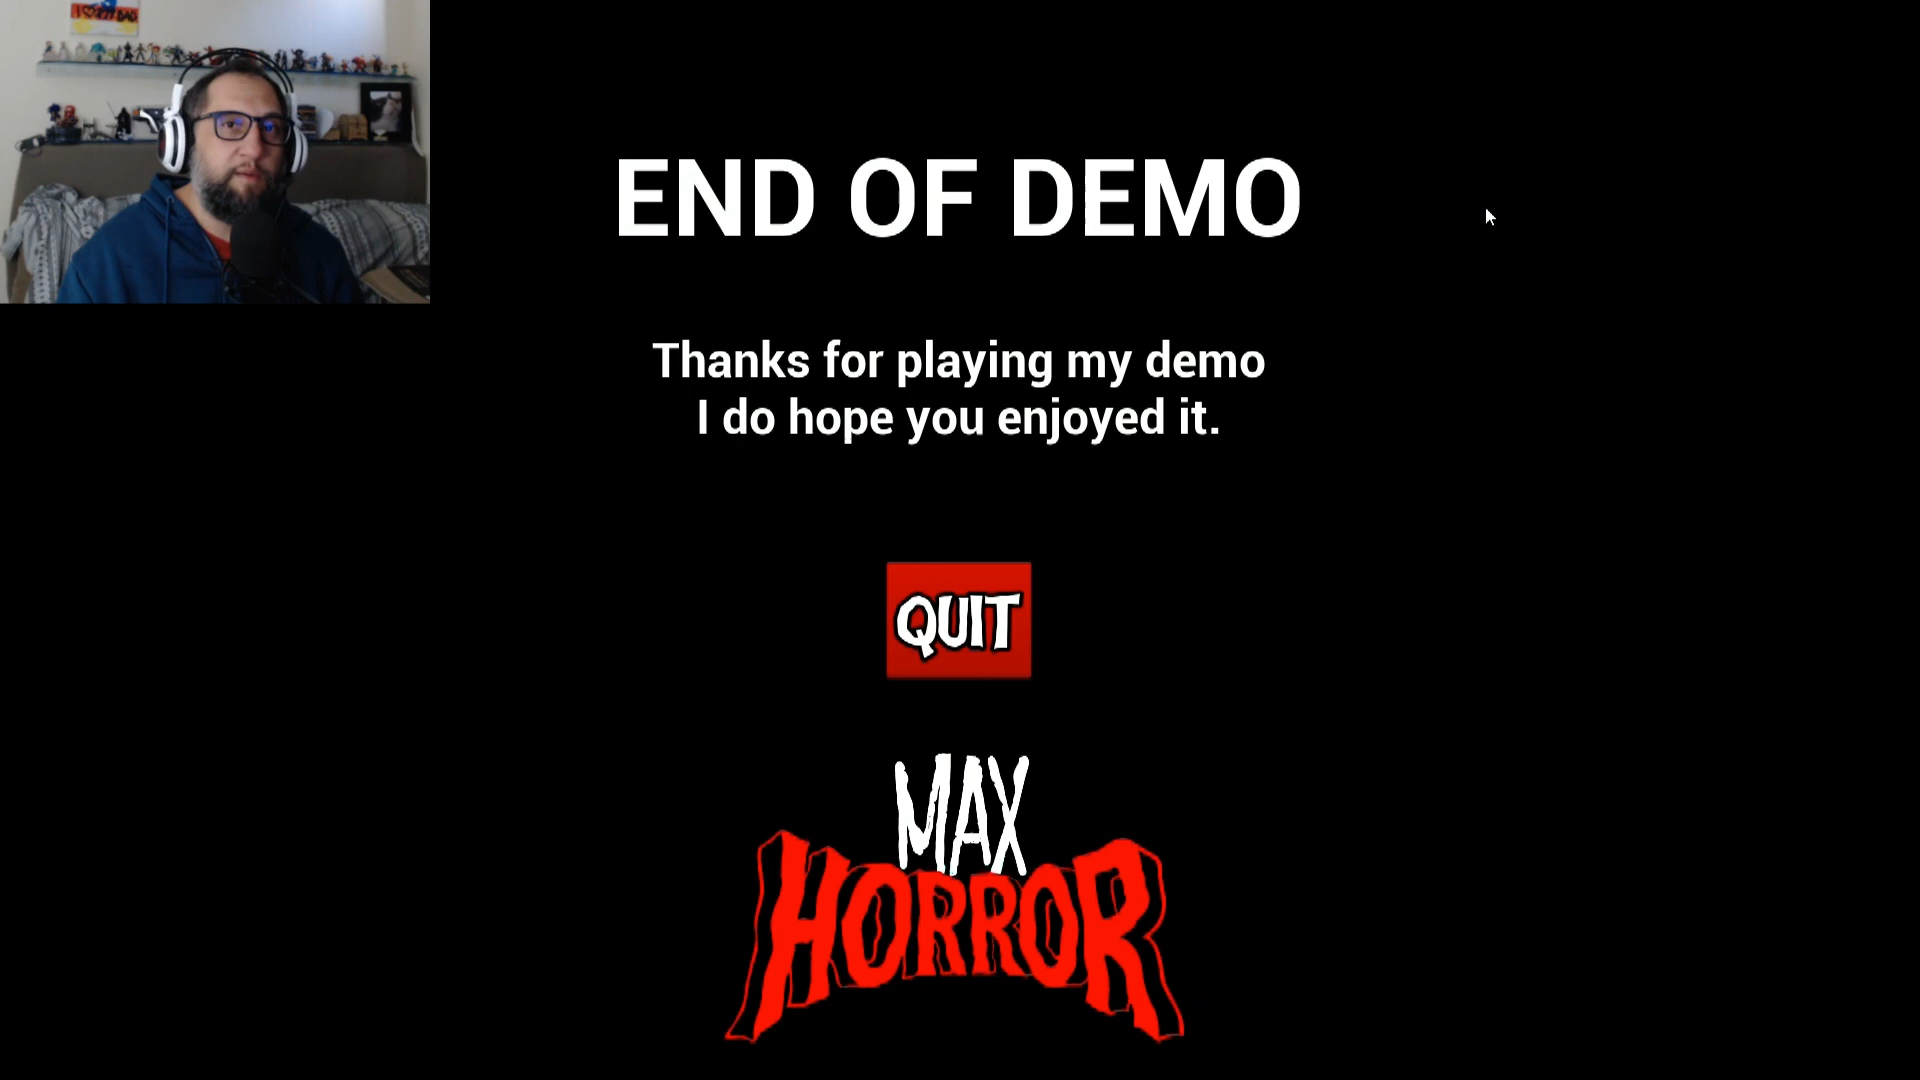 END OF DEMO
Thanks for playing my demo
I do hope you enjoyed it.
QUIT
MAX
HORROR